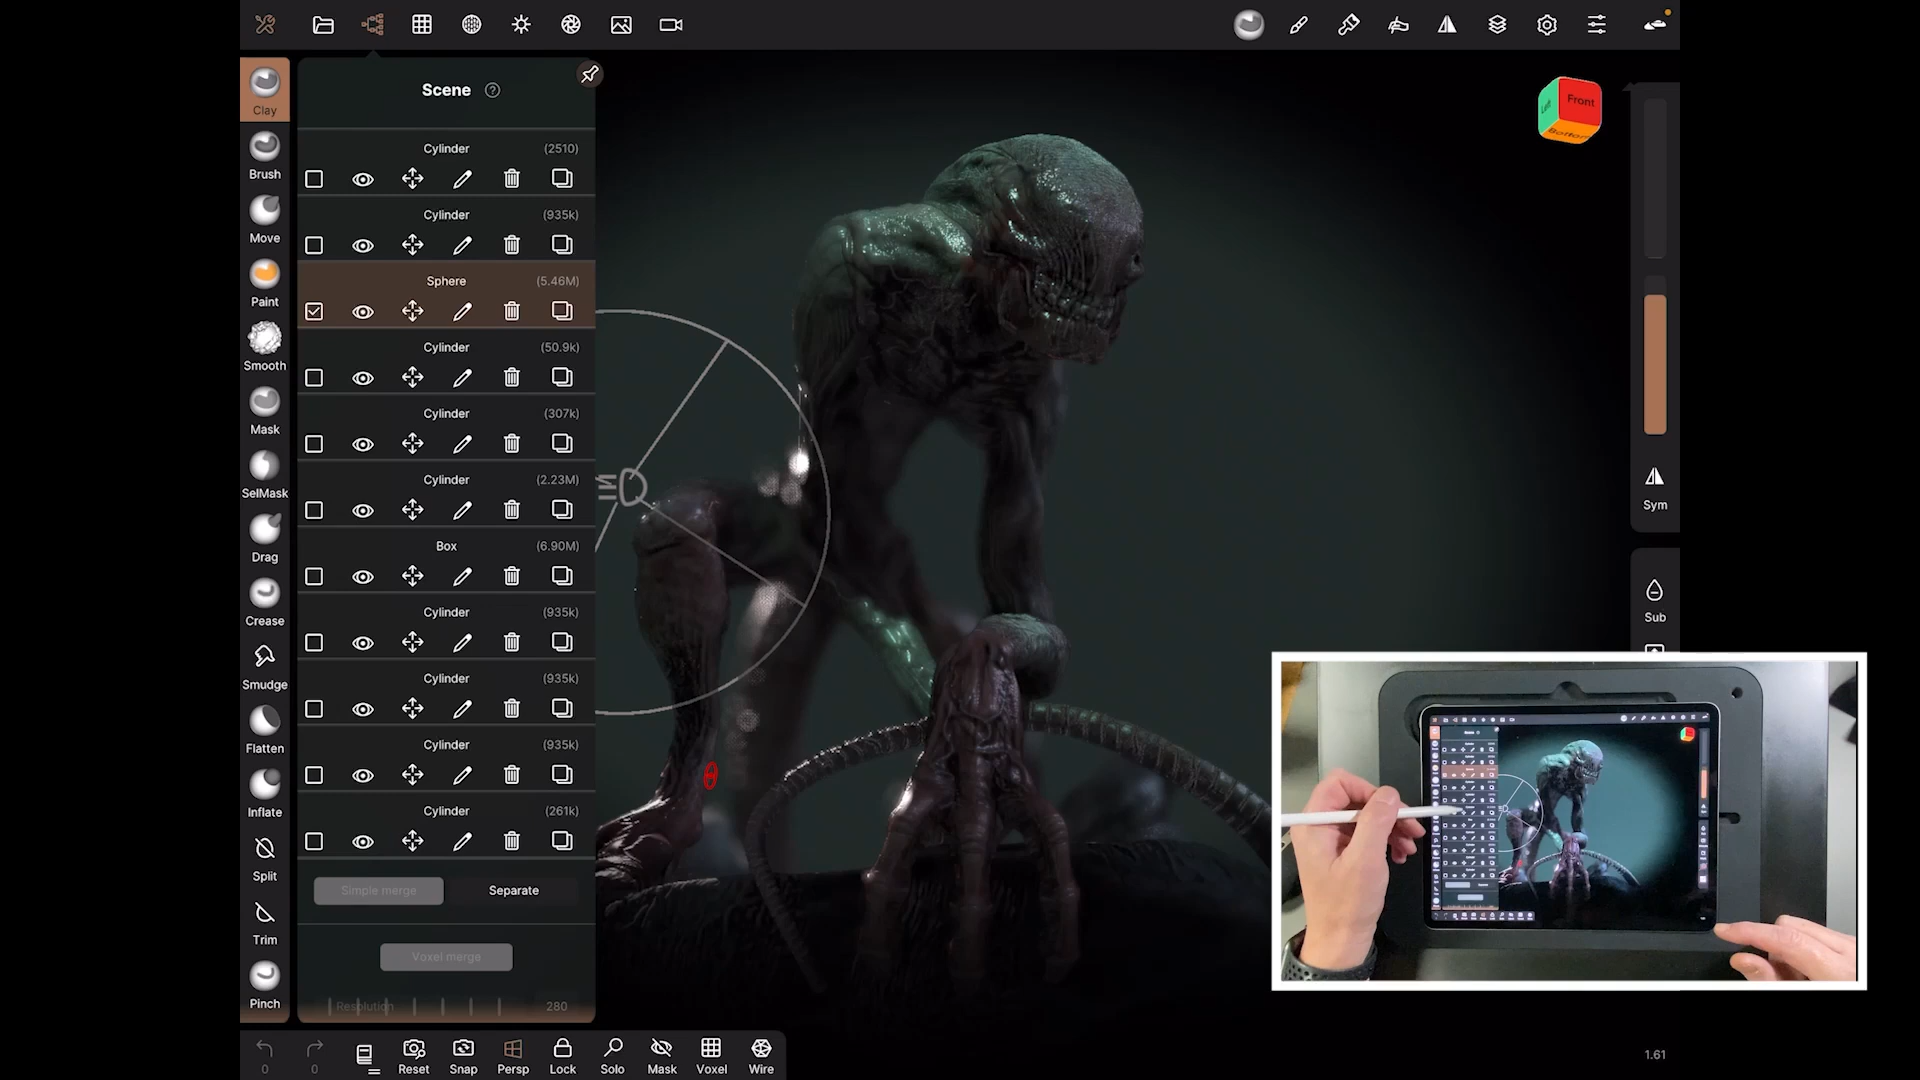 Scene ?
Clay
Brush
Move
Paint
Smooth
Mask
SelMask
Drag
Crease
Smudge
Flatten
Inflate
Split
Trim
Pinch
Cylinder (2510)
Cylinder (935k)
Sphere (5.46M)
Cylinder (50.9k)
Cylinder (307k)
Cylinder (2.23M)
Box (6.90M)
Cylinder (935k)
Cylinder (935k)
Cylinder (935k)
Cylinder (261k)
Simple merge Separate
Voxel merge
Resolution 280
Left Front
Bottom
Sym
Sub
0 0 Reset Snap Persp Lock Solo Mask Voxel Wire
1.61